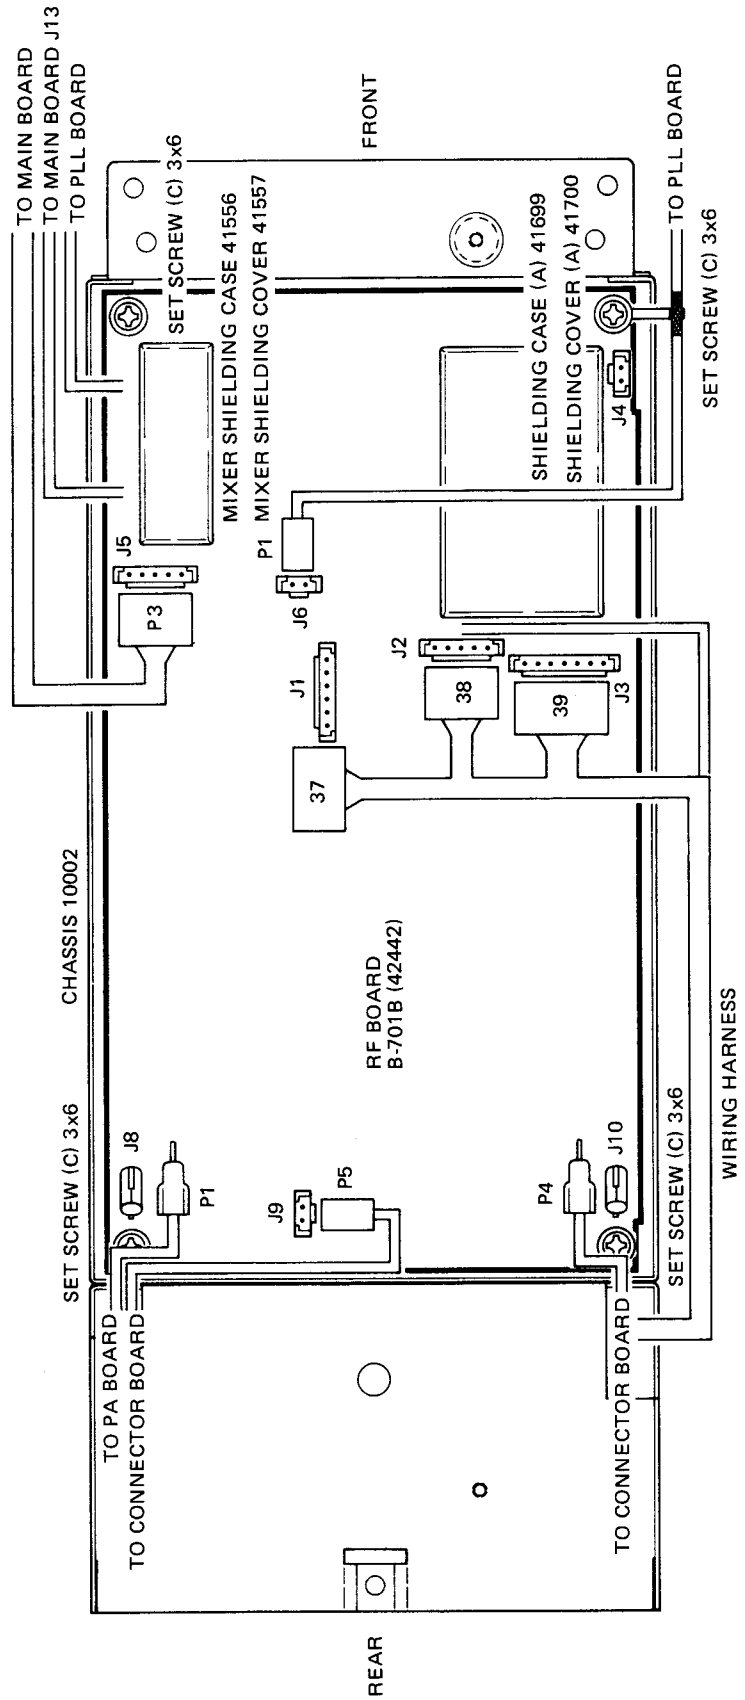 TO MAIN BOARD
TO MAIN BOARD J13
TO PLL BOARD
SET SCREW (C) 3x6
MIXER SHIELDING CASE 41556
MIXER SHIELDING COVER 41557
FRONT
SHIELDING CASE (A) 41699
SHIELDING COVER (A) 41700
TO PLL BOARD
SET SCREW (C) 3x6
J4
J5
P3
P1
J6
J1
J2
38
J3
39
37
CHASSIS 10002
RF BOARD
B-701B (42442)
WIRING HARNESS
SET SCREW (C) 3x6
J8
P1
J9
P5
P4
J10
SET SCREW (C) 3x6
TO PA BOARD
TO CONNECTOR BOARD
TO CONNECTOR BOARD
REAR